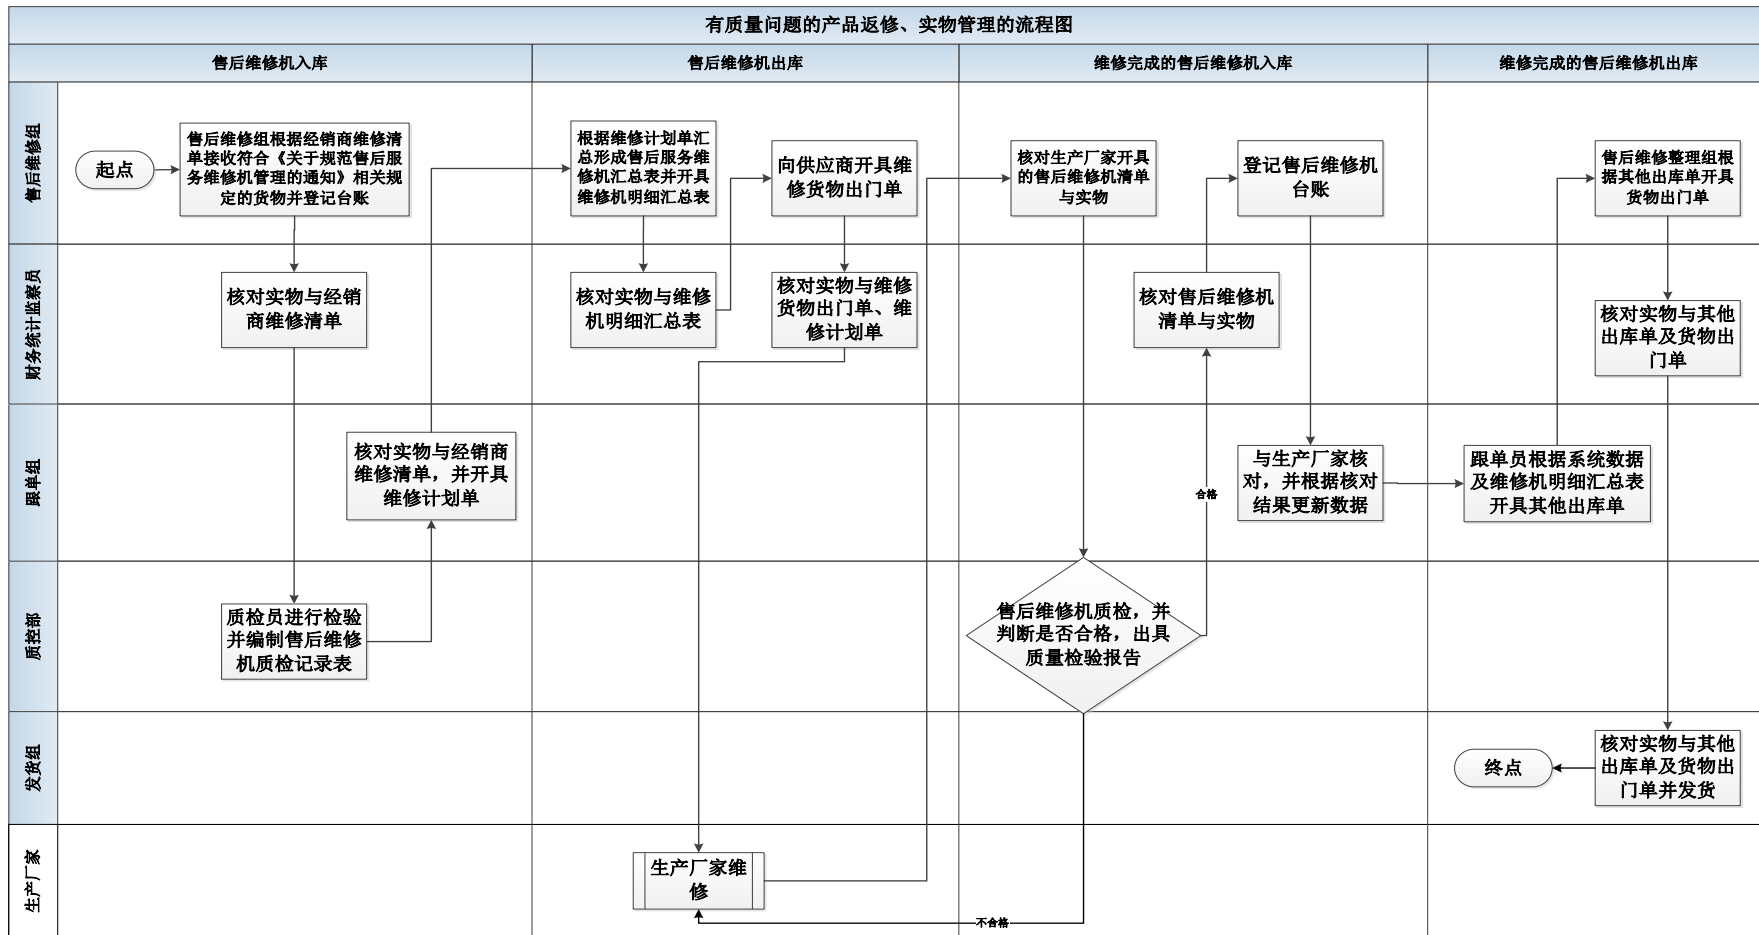 有质量问题的产品返修、实物管理的流程图
售后维修机入库
售后维修机出库
维修完成的售后维修机入库
维修完成的售后维修机出库
售后维修组
起点
售后维修组根据经销商维修清
单接收符合《关于规范售后服
务维修机管理的通知》相关规
定的货物并登记台账
根据维修计划单汇
总形成售后服务维
修机汇总表并开具
维修机明细汇总表
向供应商开具维
修货物出门单
核对生产厂家开具
的售后维修机清单
与实物
登记售后维修机
台账
售后维修整理组根
据其他出库单开具
货物出门单
财务统计监察员
核对实物与经销
商维修清单
核对实物与维修
机明细汇总表
核对实物与维修
货物出门单、维
修计划单
核对售后维修机
清单与实物
核对实物与其他
出库单及货物出
门单
跟单组
核对实物与经销商
维修清单，并开具
维修计划单
合格
与生产厂家核
对，并根据核对
结果更新数据
跟单员根据系统数据
及维修机明细汇总表
开具其他出库单
质控部
质检员进行检验
并编制售后维修
机质检记录表
售后维修机质检，并
判断是否合格，出具
质量检验报告
发货组
终点
核对实物与其他
出库单及货物出
门单并发货
生产厂家
生产厂家维
修
不合格